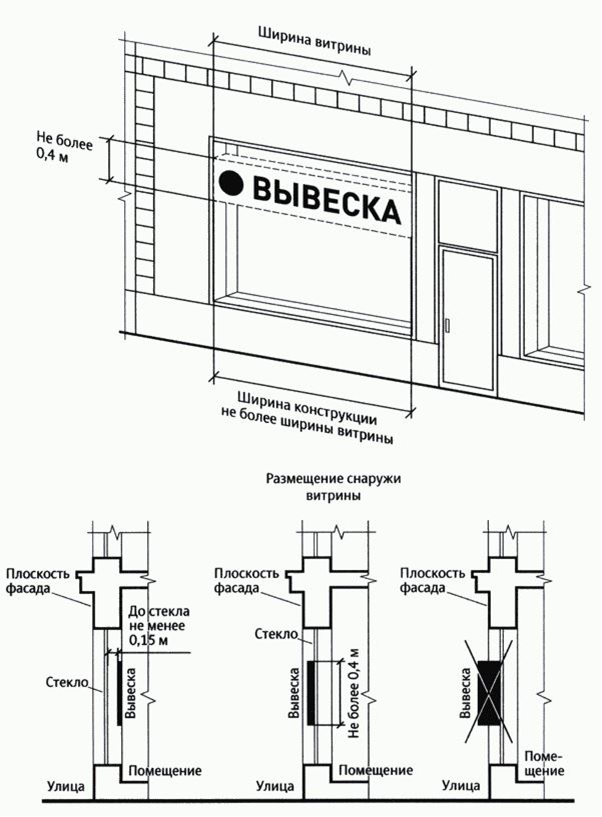 Ширина витрины
Не более
0,4 м
ВЫВЕСКА
Ширина конструкции
не более ширины витрины
Размещение снаружи
витрины
Плоскость
фасада
До стекла
не менее
0,15 м
Стекло
Вывеска
Улица
Помещение
Плоскость
фасада
Стекло
Вывеска
Не более 0,4 м
Улица
Помещение
Плоскость
фасада
Вывеска
Улица
Поме-
щение